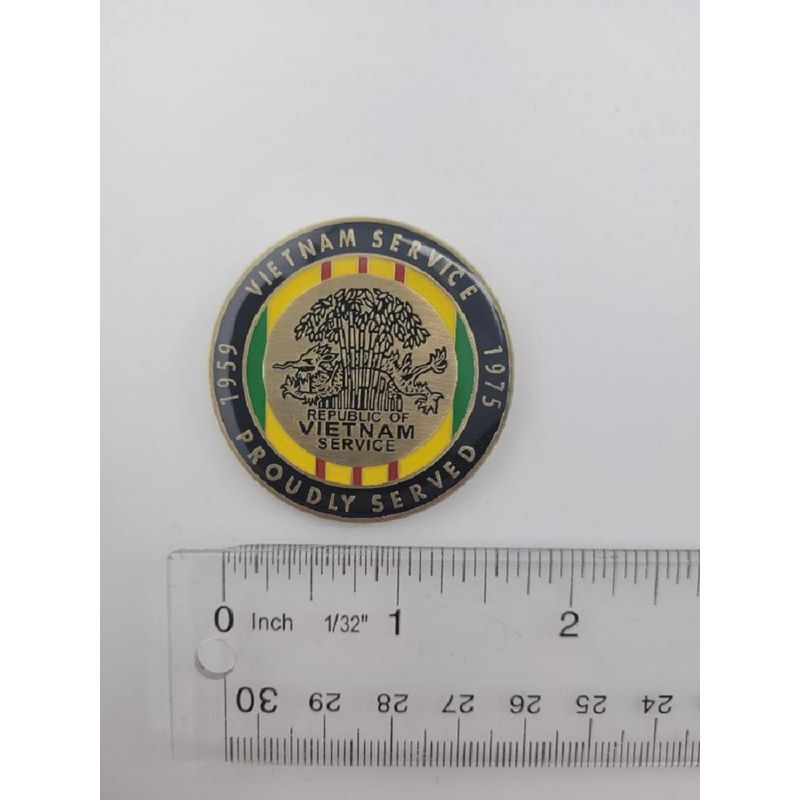 VIETNAM SERVICE
1959
1975
REPUBLIC OF
VIETNAM
SERVICE
PROUDLY SERVED
0 Inch 1/32" 1 2
30 29 28 27 26 25 24